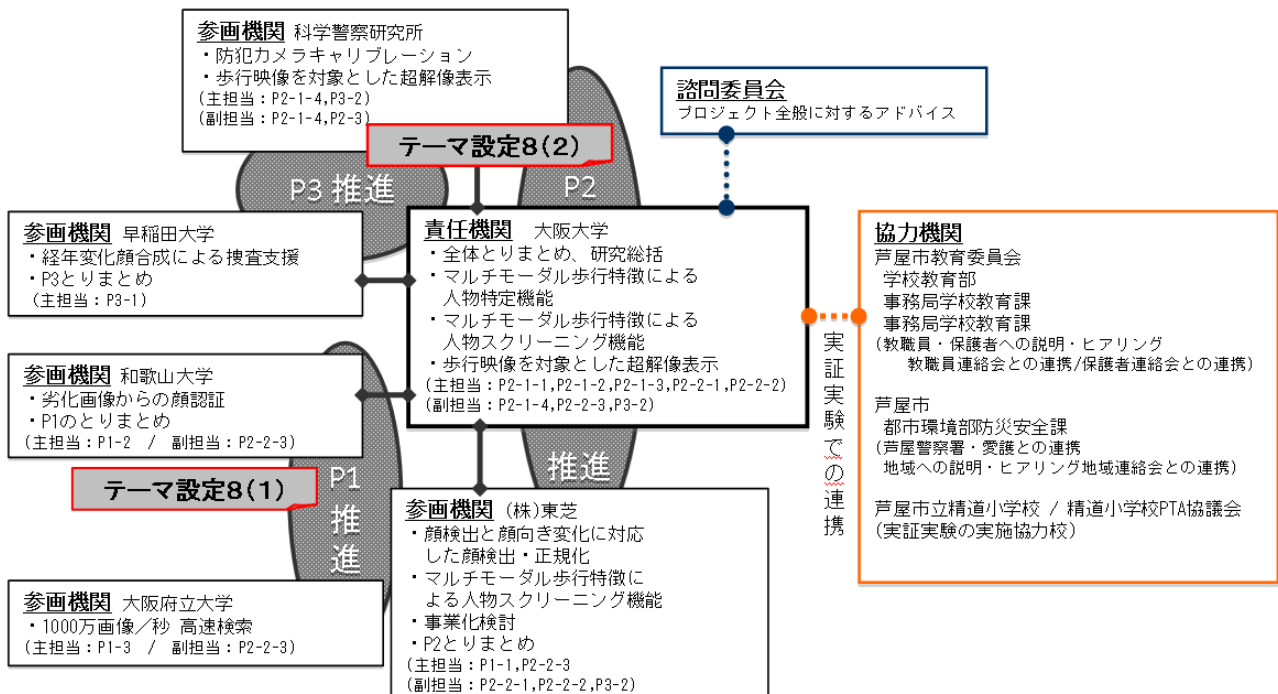 参画機関 科学警察研究所
・防犯カメラキャリブレーション
・歩行映像を対象とした超解像表示
(主担当：P2-1-4,P3-2)
(副担当：P2-1-4,P2-3)
テーマ設定8(2)
諮問委員会
プロジェクト全般に対するアドバイス
P3 推進
P2
推進
参画機関 早稲田大学
・経年変化顔合成による捜査支援
・P3とりまとめ
(主担当：P3-1)
責任機関 大阪大学
・全体とりまとめ、研究総括
・マルチモーダル歩行特徴による
人物特定機能
・マルチモーダル歩行特徴による
人物スクリーニング機能
・歩行映像を対象とした超解像表示
(主担当：P2-1-1,P2-1-2,P2-1-3,P2-2-1,P2-2-2)
(副担当：P2-1-4,P2-2-3,P3-2)
実証実験での連携
協力機関
芦屋市教育委員会
学校教育部
事務局学校教育課
事務局学校教育課
(教職員・保護者への説明・ヒアリング
教職員連絡会との連携/保護者連絡会との連携)
芦屋市
都市環境部防災安全課
(芦屋警察署・愛護との連携
地域への説明・ヒアリング地域連絡会との連携)
芦屋市立精道小学校 / 精道小学校PTA協議会
(実証実験の実施協力校)
参画機関 和歌山大学
・劣化画像からの顔認証
・P1のとりまとめ
(主担当：P1-2 / 副担当：P2-2-3)
テーマ設定8(1)
P1
推進
参画機関 大阪府立大学
・1000万画像／秒 高速検索
(主担当：P1-3 / 副担当：P2-2-3)
参画機関 (株)東芝
・顔検出と顔向き変化に対応
した顔検出・正規化
・マルチモーダル歩行特徴に
よる人物スクリーニング機能
・事業化検討
・P2とりまとめ
(主担当：P1-1,P2-2-3
(副担当：P2-2-1,P2-2-2,P3-2)